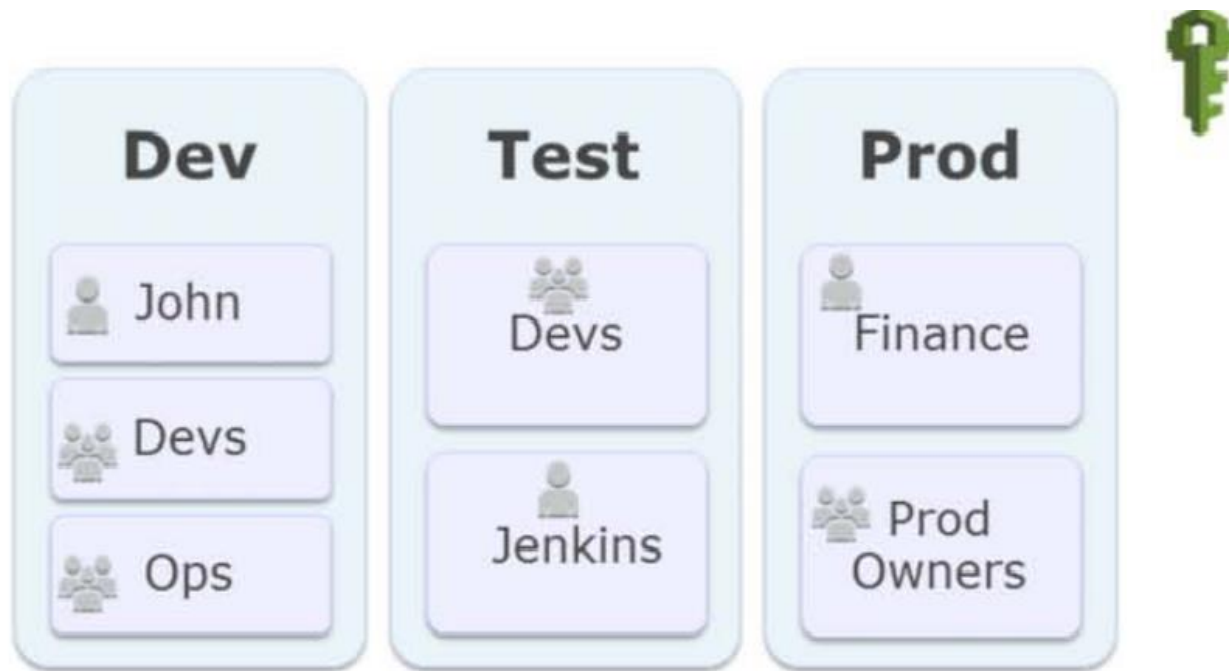 Dev
John
Devs
Ops
Test
Devs
Jenkins
Prod
Finance
Prod
Owners